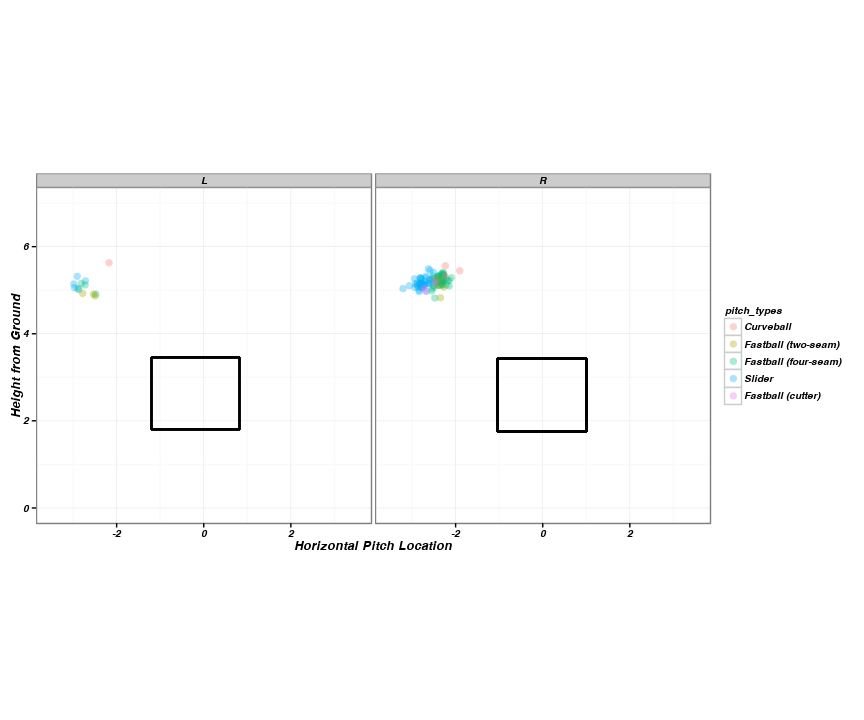 L
R
6
4
2
0
Height from Ground
-2
0
2
-2
0
2
Horizontal Pitch Location
pitch_types
Curveball
Fastball (two-seam)
Fastball (four-seam)
Slider
Fastball (cutter)